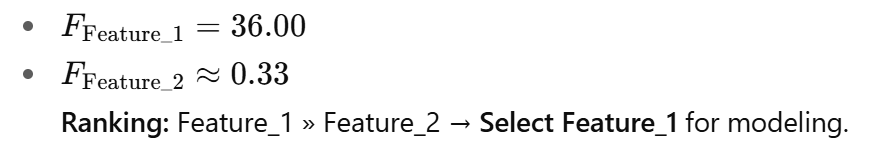 • F_Feature_1 = 36.00
• F_Feature_2 ≈ 0.33
Ranking: Feature_1 » Feature_2 → Select Feature_1 for modeling.